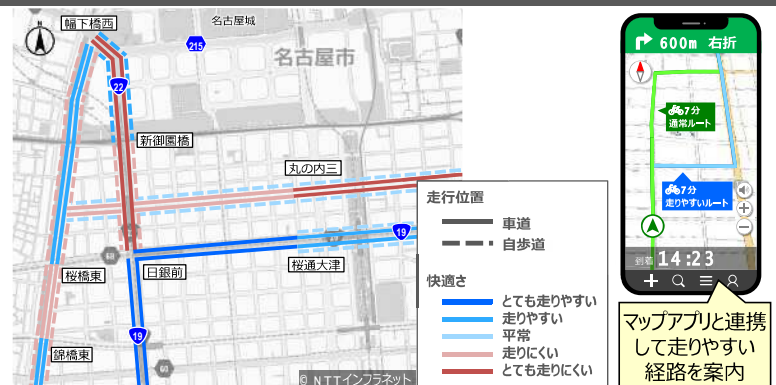 幅下橋西
名古屋城
N
215
名古屋市
22
新御園橋
丸の内三
19
68
桜橋東
日銀前
桜通大津
19
錦橋東
60
© NTTインフラネット
走行位置
車道
自歩道
快適さ
とても走りやすい
走りやすい
平常
走りにくい
とても走りにくい
600m 右折
7分
通常ルート
7分
走りやすいルート
到着 14:23
マップアプリと連携
して走りやすい
経路を案内